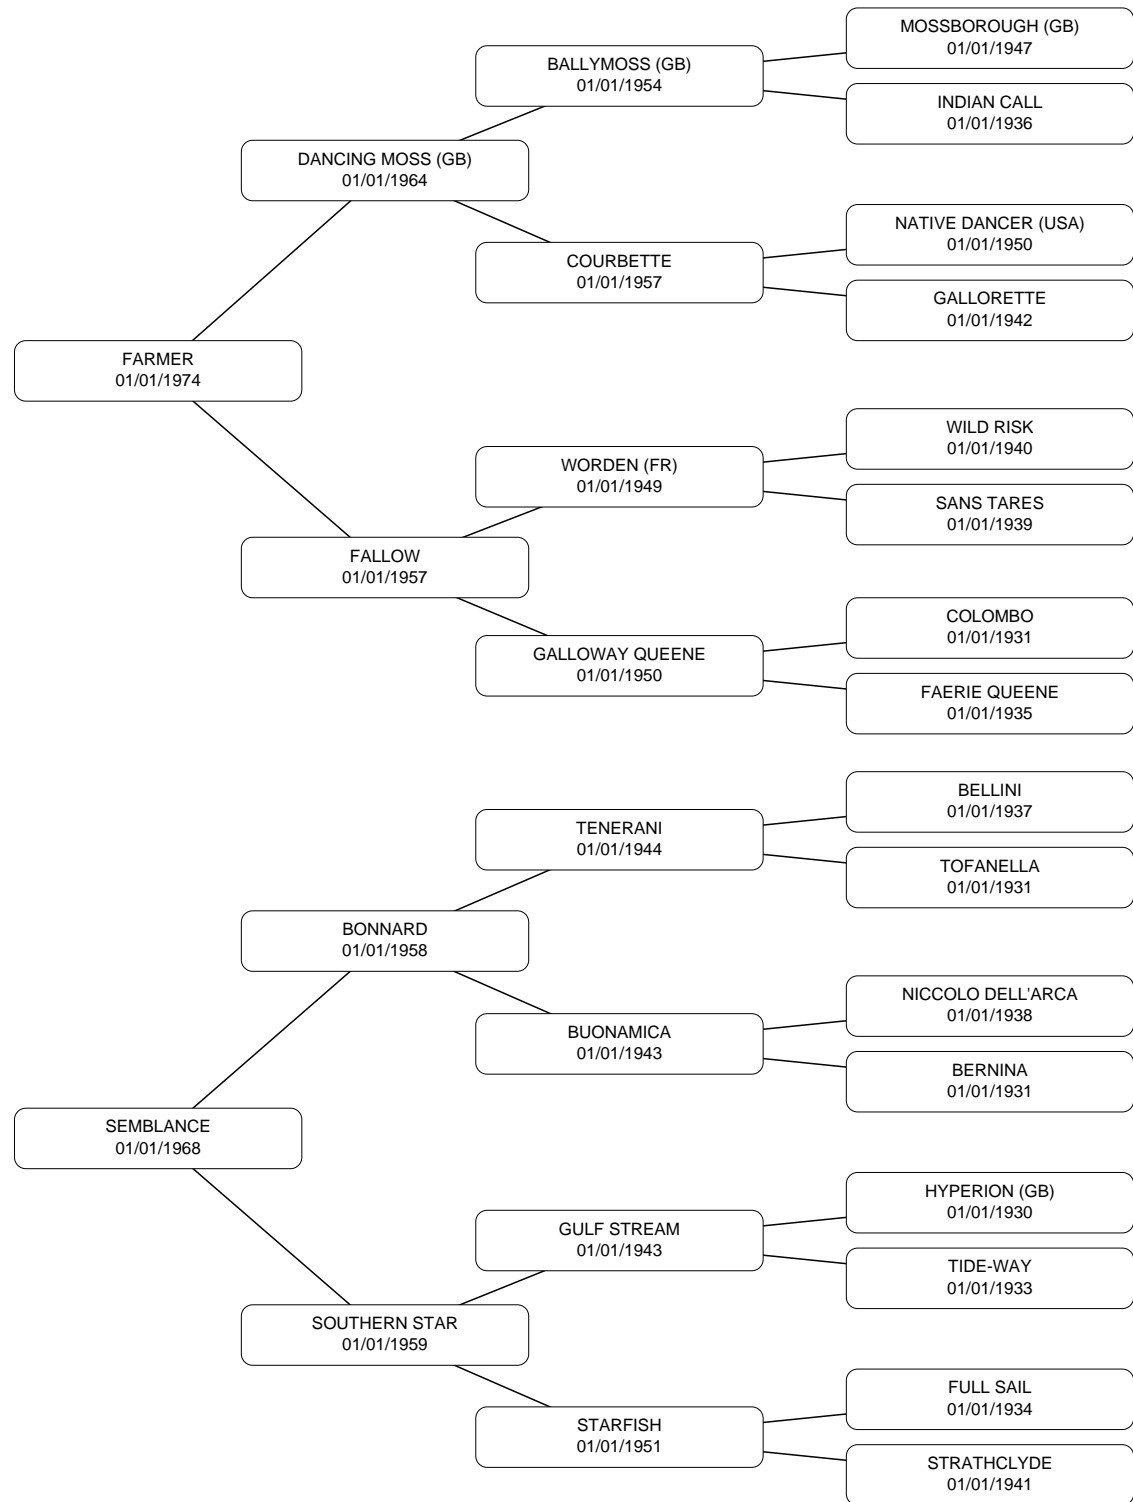 MOSSBOROUGH (GB)
01/01/1947
BALLYMOSS (GB)
01/01/1954
INDIAN CALL
01/01/1936
DANCING MOSS (GB)
01/01/1964
NATIVE DANCER (USA)
01/01/1950
COURBETTE
01/01/1957
GALLORETTE
01/01/1942
FARMER
01/01/1974
WILD RISK
01/01/1940
WORDEN (FR)
01/01/1949
SANS TARES
01/01/1939
FALLOW
01/01/1957
COLOMBO
01/01/1931
GALLOWAY QUEENE
01/01/1950
FAERIE QUEENE
01/01/1935
BELLINI
01/01/1937
TENERANI
01/01/1944
TOFANELLA
01/01/1931
BONNARD
01/01/1958
NICCOLO DELL'ARCA
01/01/1938
BUONAMICA
01/01/1943
BERNINA
01/01/1931
SEMBLANCE
01/01/1968
HYPERION (GB)
01/01/1930
GULF STREAM
01/01/1943
TIDE-WAY
01/01/1933
SOUTHERN STAR
01/01/1959
FULL SAIL
01/01/1934
STARFISH
01/01/1951
STRATHCLYDE
01/01/1941